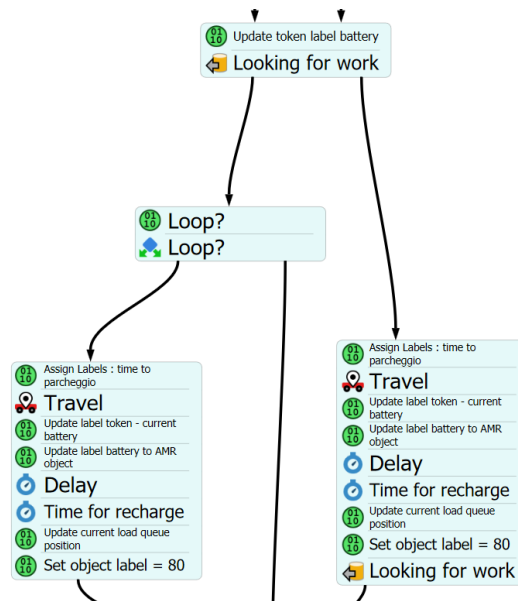 Update token label battery
Looking for work
Loop?
Loop?
Assign Labels : time to
parcheggio
Travel
Update label token - current
battery
Update label battery to AMR
object
Delay
Time for recharge
Update current load queue
position
Set object label = 80
Assign Labels : time to
parcheggio
Travel
Update label token - current
battery
Update label battery to AMR
object
Delay
Time for recharge
Update current load queue
position
Set object label = 80
Looking for work